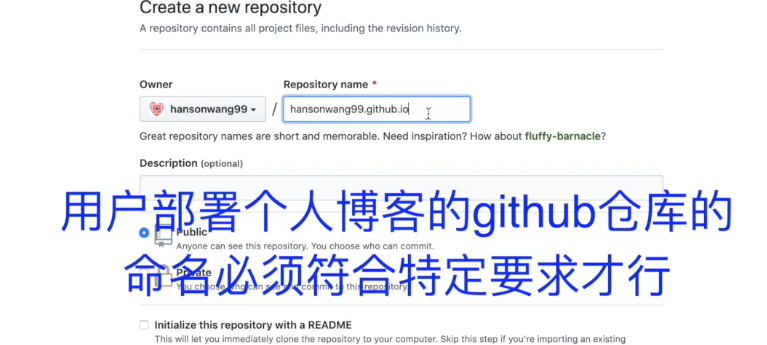 Create a new repository
A repository contains all project files, including the revision history.
Owner
Repository name *
hansonwang99 / hansonwang99.github.io
Great repository names are short and memorable. Need inspiration? How about fluffy-barnacle?
Description (optional)
用户部署个人博客的github仓库的
Public
Anyone can see this repository. You choose who can commit.
命名必须符合特定要求才行
Private
You choose who can see and commit to this repository.
Initialize this repository with a README
This will let you immediately clone the repository to your computer. Skip this step if you're importing an existing